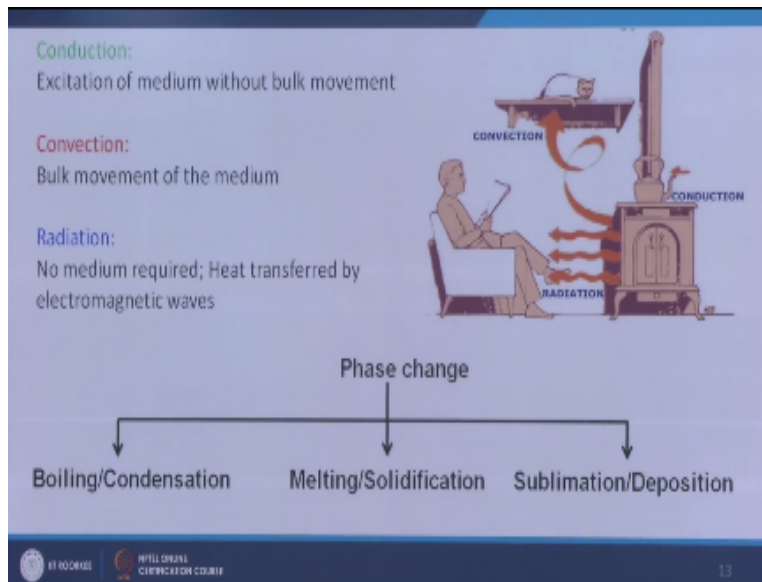 Conduction:
Excitation of medium without bulk movement
Convection:
Bulk movement of the medium
Radiation:
No medium required; Heat transferred by
electromagnetic waves
CONVECTION
CONDUCTION
RADIATION
Phase change
Boiling/Condensation
Melting/Solidification
Sublimation/Deposition
IIT ROORKEE
NPTEL ONLINE
CERTIFICATION COURSE
13